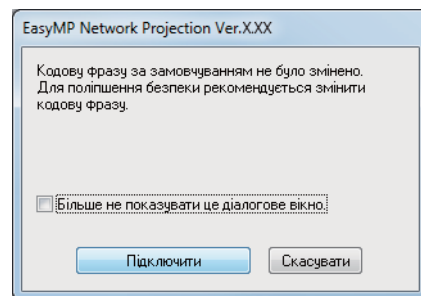 EasyMP Network Projection Ver.X.XX
Кодову фразу за замовчуванням не було змінено.
Для поліпшення безпеки рекомендується змінити
кодову фразу.
Більше не показувати це діалогове вікно.
Підключити
Скасувати